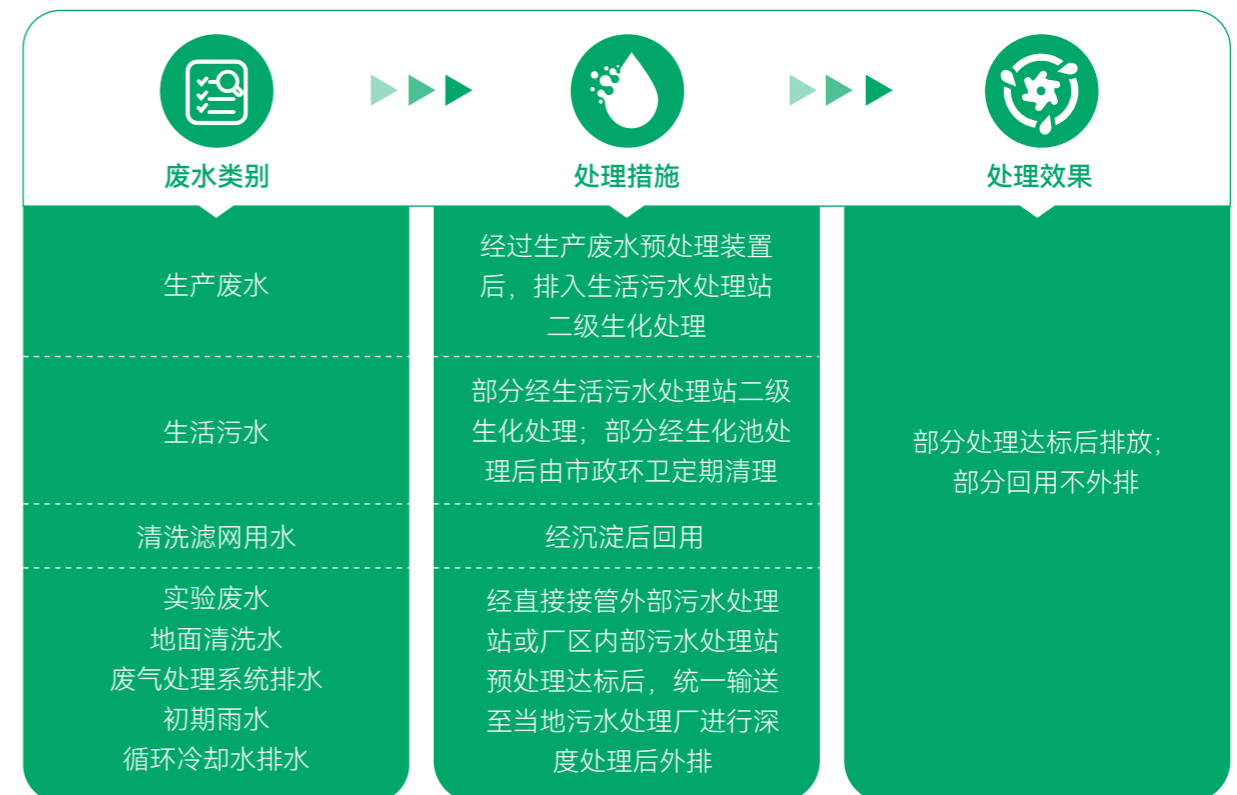 废水类别
处理措施
处理效果
生产废水
经过生产废水预处理装置
后，排入生活污水处理站
二级生化处理
生活污水
部分经生活污水处理站二级
生化处理；部分经生化池处
理后由市政环卫定期清理
清洗滤网用水
经沉淀后回用
实验废水
地面清洗水
废气处理系统排水
初期雨水
循环冷却水排水
经直接接管外部污水处理
站或厂区内部污水处理站
预处理达标后，统一输送
至当地污水处理厂进行深
度处理后外排
部分处理达标后排放；
部分回用不外排